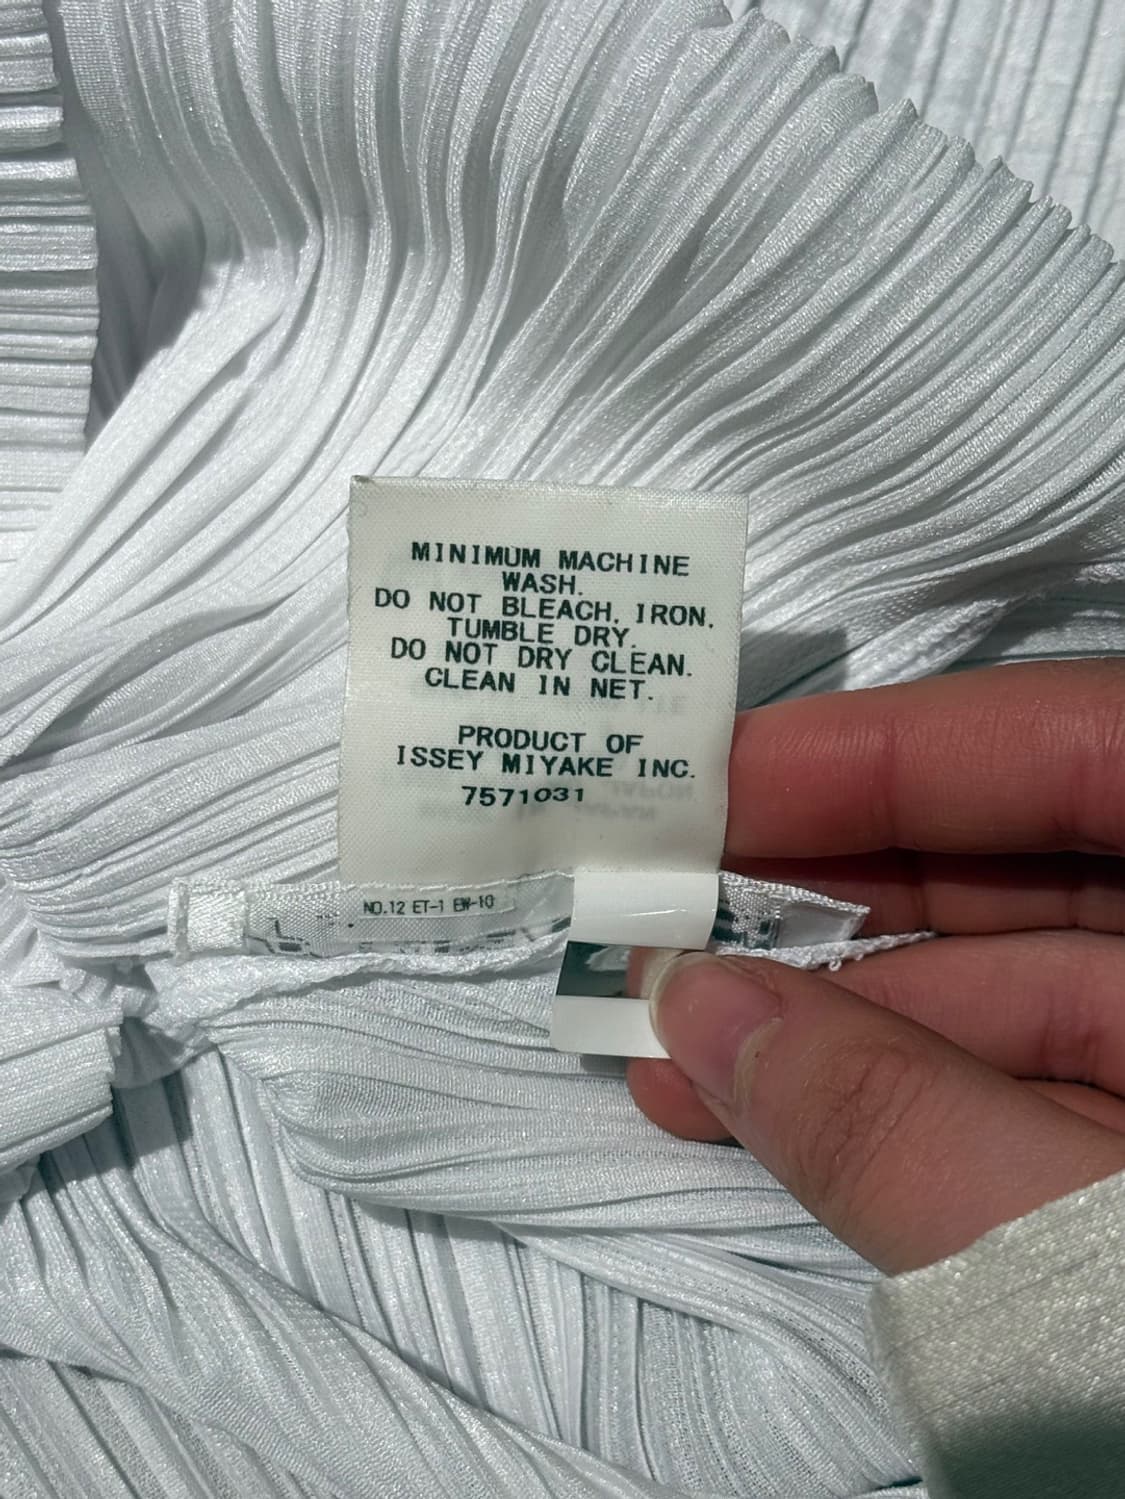 MINIMUM MACHINE
WASH.
DO NOT BLEACH, IRON,
TUMBLE DRY.
DO NOT DRY CLEAN.
CLEAN IN NET.
PRODUCT OF
ISSEY MIYAKE INC.
7571031
NO.12 ET-1 EW-10